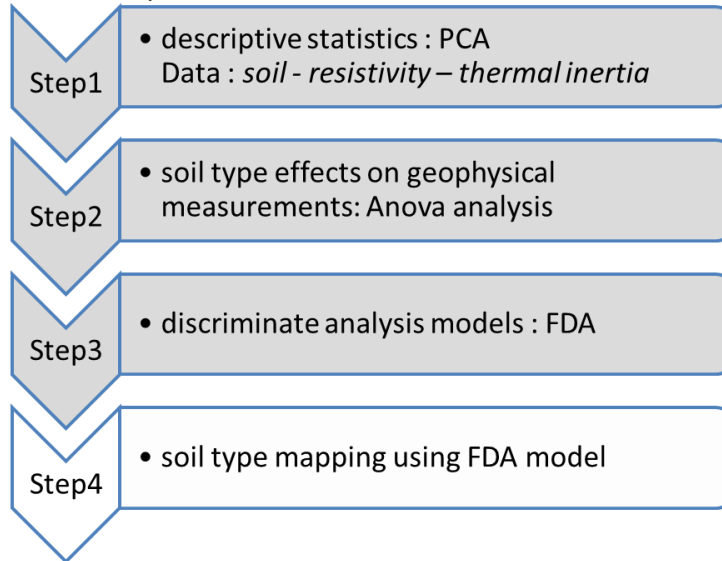 Step1
• descriptive statistics : PCA
Data : soil - resistivity – thermal inertia
Step2
• soil type effects on geophysical
measurements: Anova analysis
Step3
• discriminate analysis models : FDA
Step4
• soil type mapping using FDA model